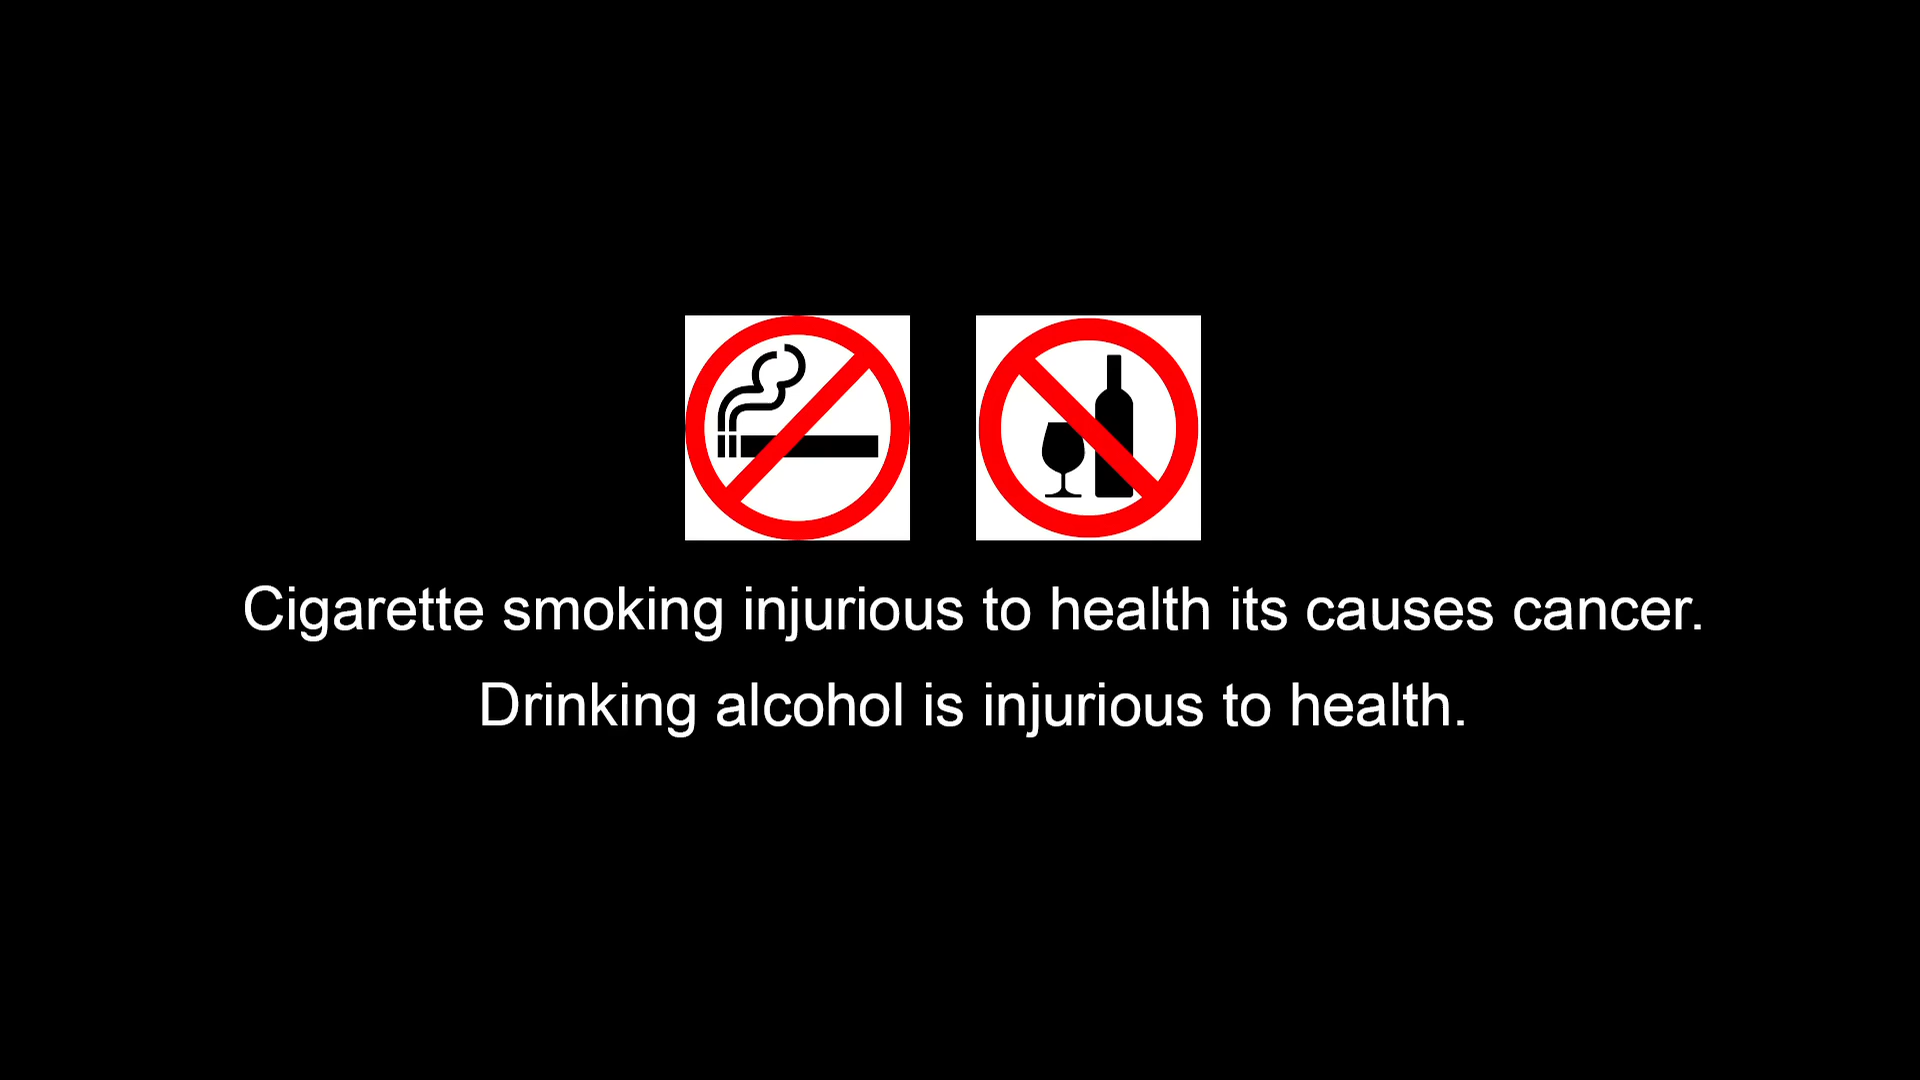 Cigarette smoking injurious to health its causes cancer.
Drinking alcohol is injurious to health.